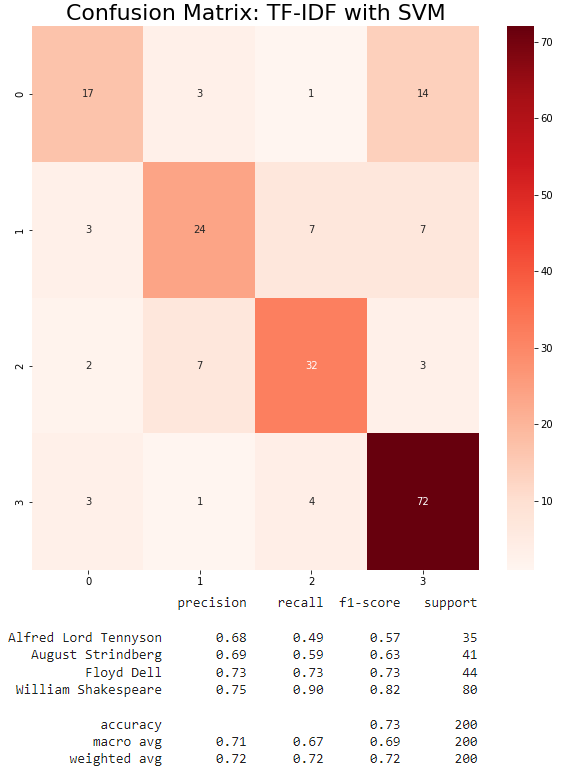 Confusion Matrix: TF-IDF with SVM
70
0 17 3 1 14
60
50
1 3 24 7 7
40
30
2 2 7 32 3
20
3 3 1 4 72
10
0 1 2 3
precision recall f1-score support
Alfred Lord Tennyson 0.68 0.49 0.57 35
August Strindberg 0.69 0.59 0.63 41
Floyd Dell 0.73 0.73 0.73 44
William Shakespeare 0.75 0.90 0.82 80
accuracy 0.73 200
macro avg 0.71 0.67 0.69 200
weighted avg 0.72 0.72 0.72 200